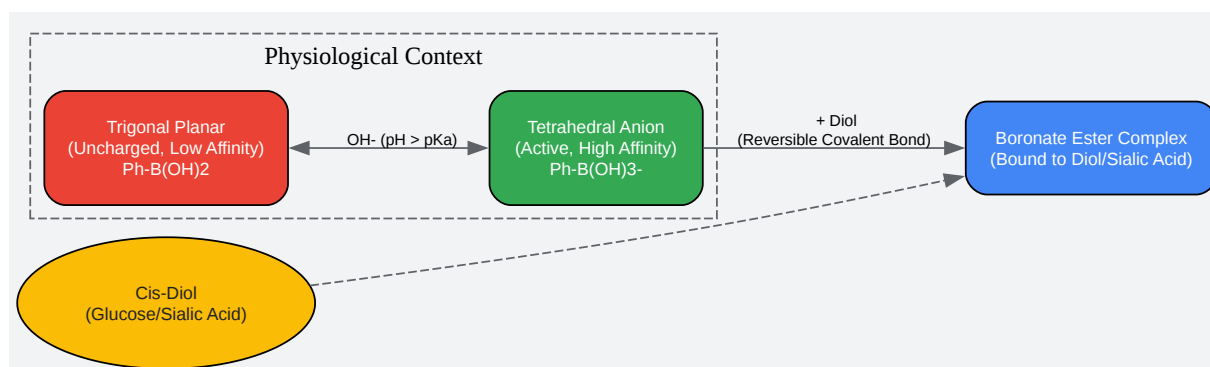 Physiological Context
Trigonal Planar
(Uncharged, Low Affinity)
Ph-B(OH)2
OH- (pH > pKa)
Tetrahedral Anion
(Active, High Affinity)
Ph-B(OH)3-
+ Diol
(Reversible Covalent Bond)
Boronate Ester Complex
(Bound to Diol/Sialic Acid)
Cis-Diol
(Glucose/Sialic Acid)